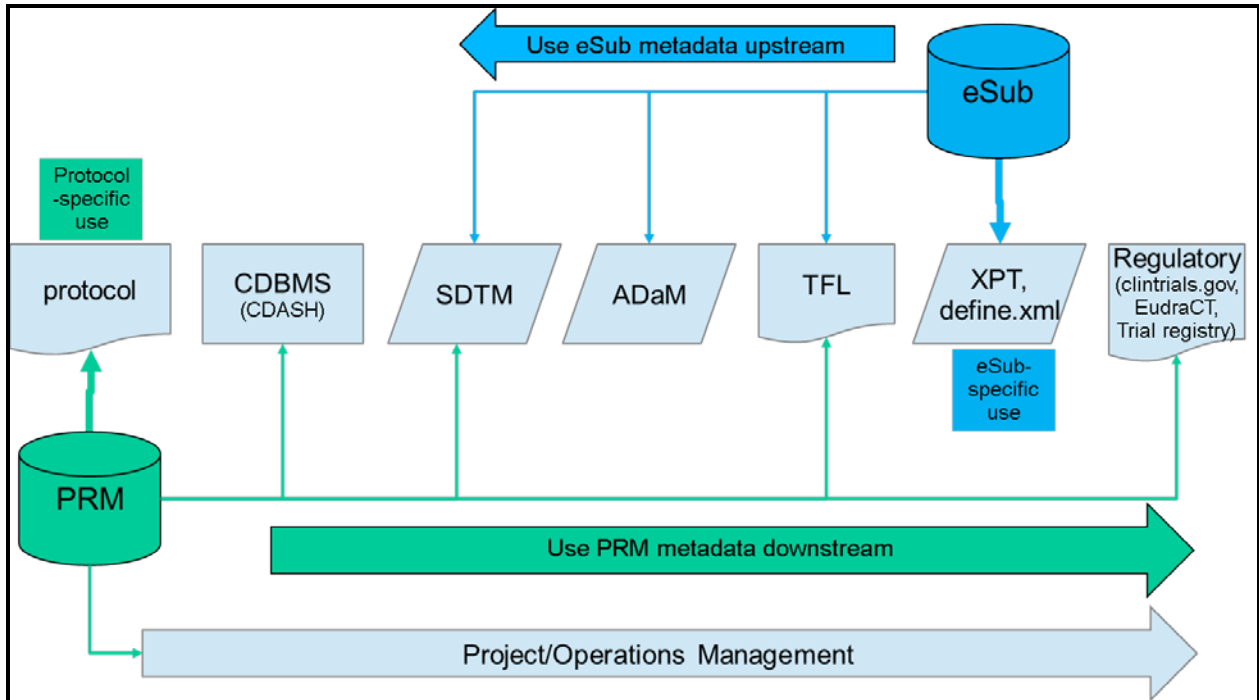 Use eSub metadata upstream
eSub
Protocol
-specific
use
protocol
CDBMS
(CDASH)
SDTM
ADaM
TFL
XPT,
define.xml
Regulatory
(clintrials.gov,
EudraCT,
Trial registry)
eSub-
specific
use
PRM
Use PRM metadata downstream
Project/Operations Management